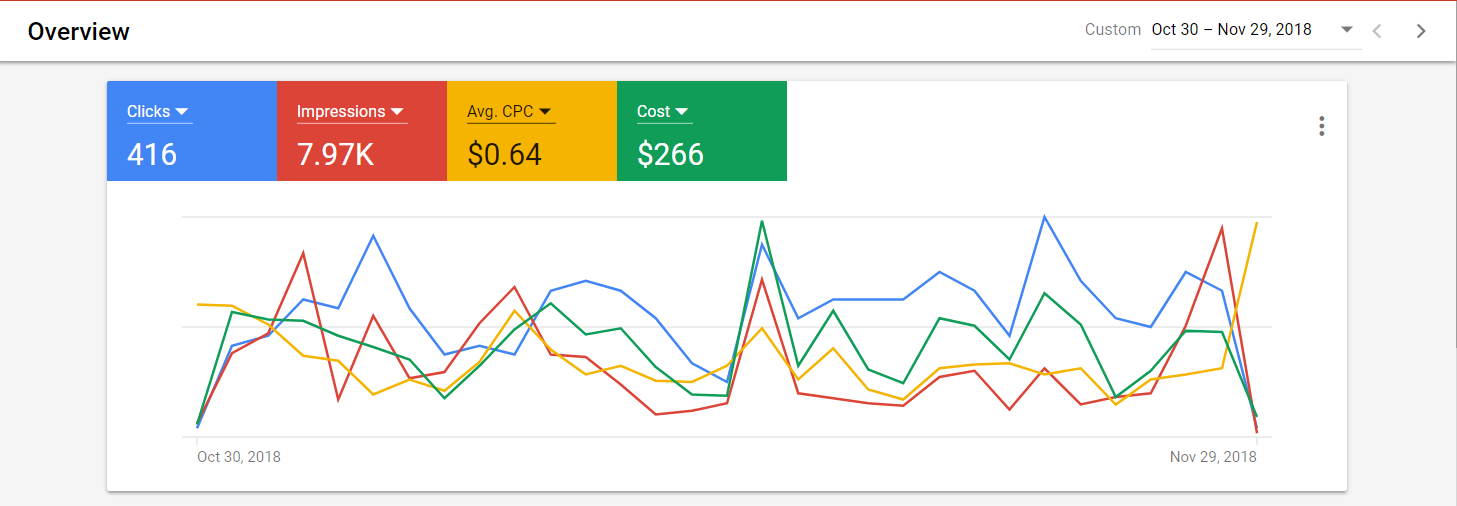 Overview
Custom Oct 30 – Nov 29, 2018
Clicks Impressions Avg. CPC Cost
416 7.97K $0.64 $266
Oct 30, 2018 Nov 29, 2018